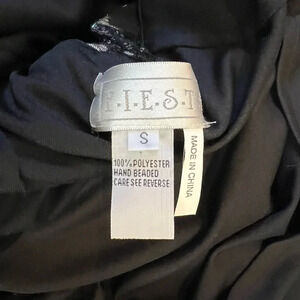 F.I.E.S.T
S
100% POLYESTER
HAND BEADED
CARE SEE REVERSE
MADE IN CHINA